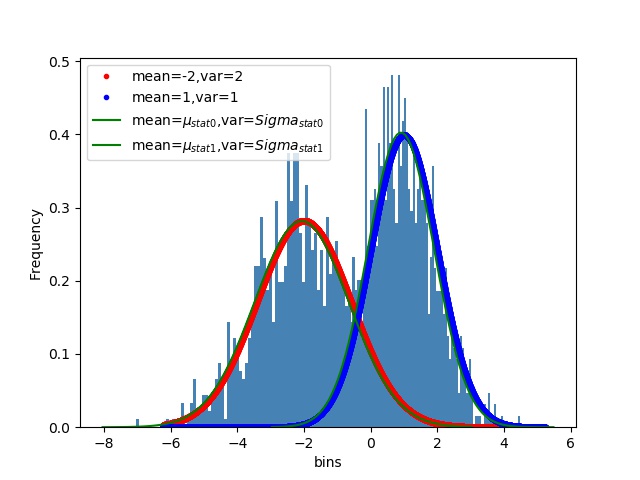 mean=-2,var=2
mean=1,var=1
mean=μstat0,var=Sigmastat0
mean=μstat1,var=Sigmastat1
0.5
0.4
0.3
0.2
0.1
0.0
Frequency
−8 −6 −4 −2 0 2 4 6
bins